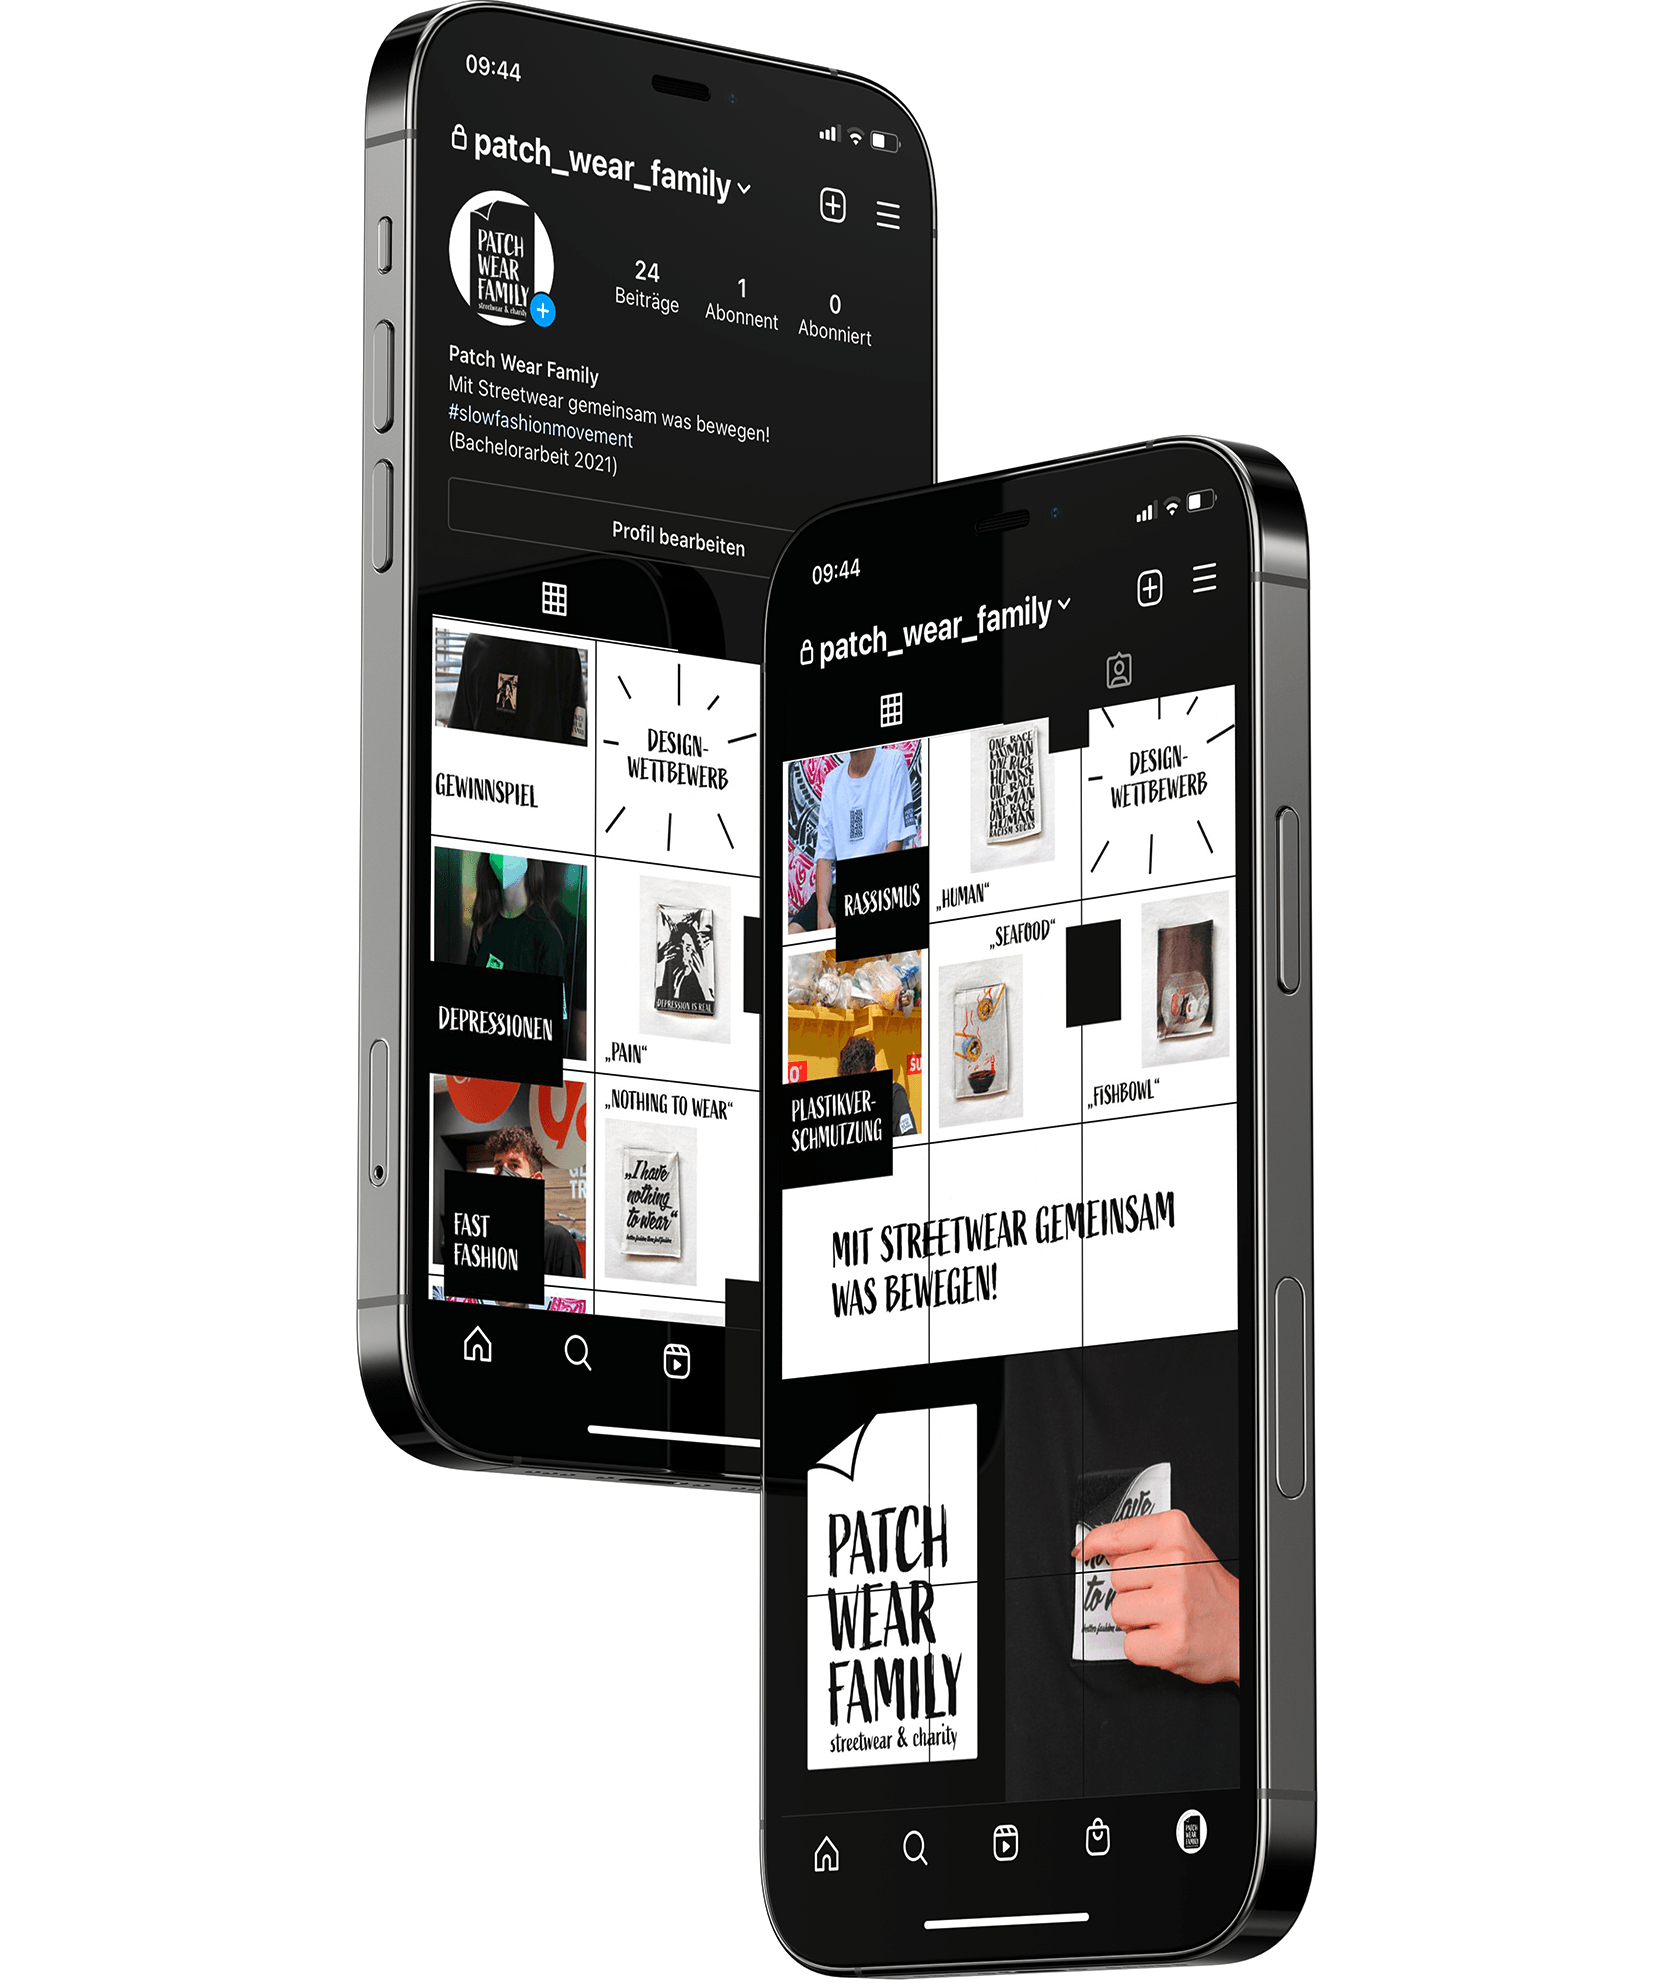 09:44
patch_wear_family
PATCH
WEAR
FAMILY
streetwear & charity
24
Beiträge
1
Abonnent
0
Abonniert
Patch Wear Family
Mit Streetwear gemeinsam was bewegen!
#slowfashionmovement
(Bachelorarbeit 2021)
Profil bearbeiten
GEWINNSPIEL
DESIGN-
WETTBEWERB
DEPRESSIONEN
DEPRESSION IS REAL
„PAIN“
FAST
FASHION
„NOTHING TO WEAR“
„I have
nothing
to wear“
09:44
patch_wear_family
RASSISMUS
ONE RACE
HUMAN
ONE RACE
HUMAN
ONE RACE
HUMAN
ONE RACE
HUMAN
RACISM SUCKS
„HUMAN“
DESIGN-
WETTBEWERB
PLASTIKVER-
SCHMUTZUNG
„SEAFOOD“
„FISHBOWL“
MIT STREETWEAR GEMEINSAM
WAS BEWEGEN!
PATCH
WEAR
FAMILY
streetwear & charity
to
PATCH
WEAR
FAMILY